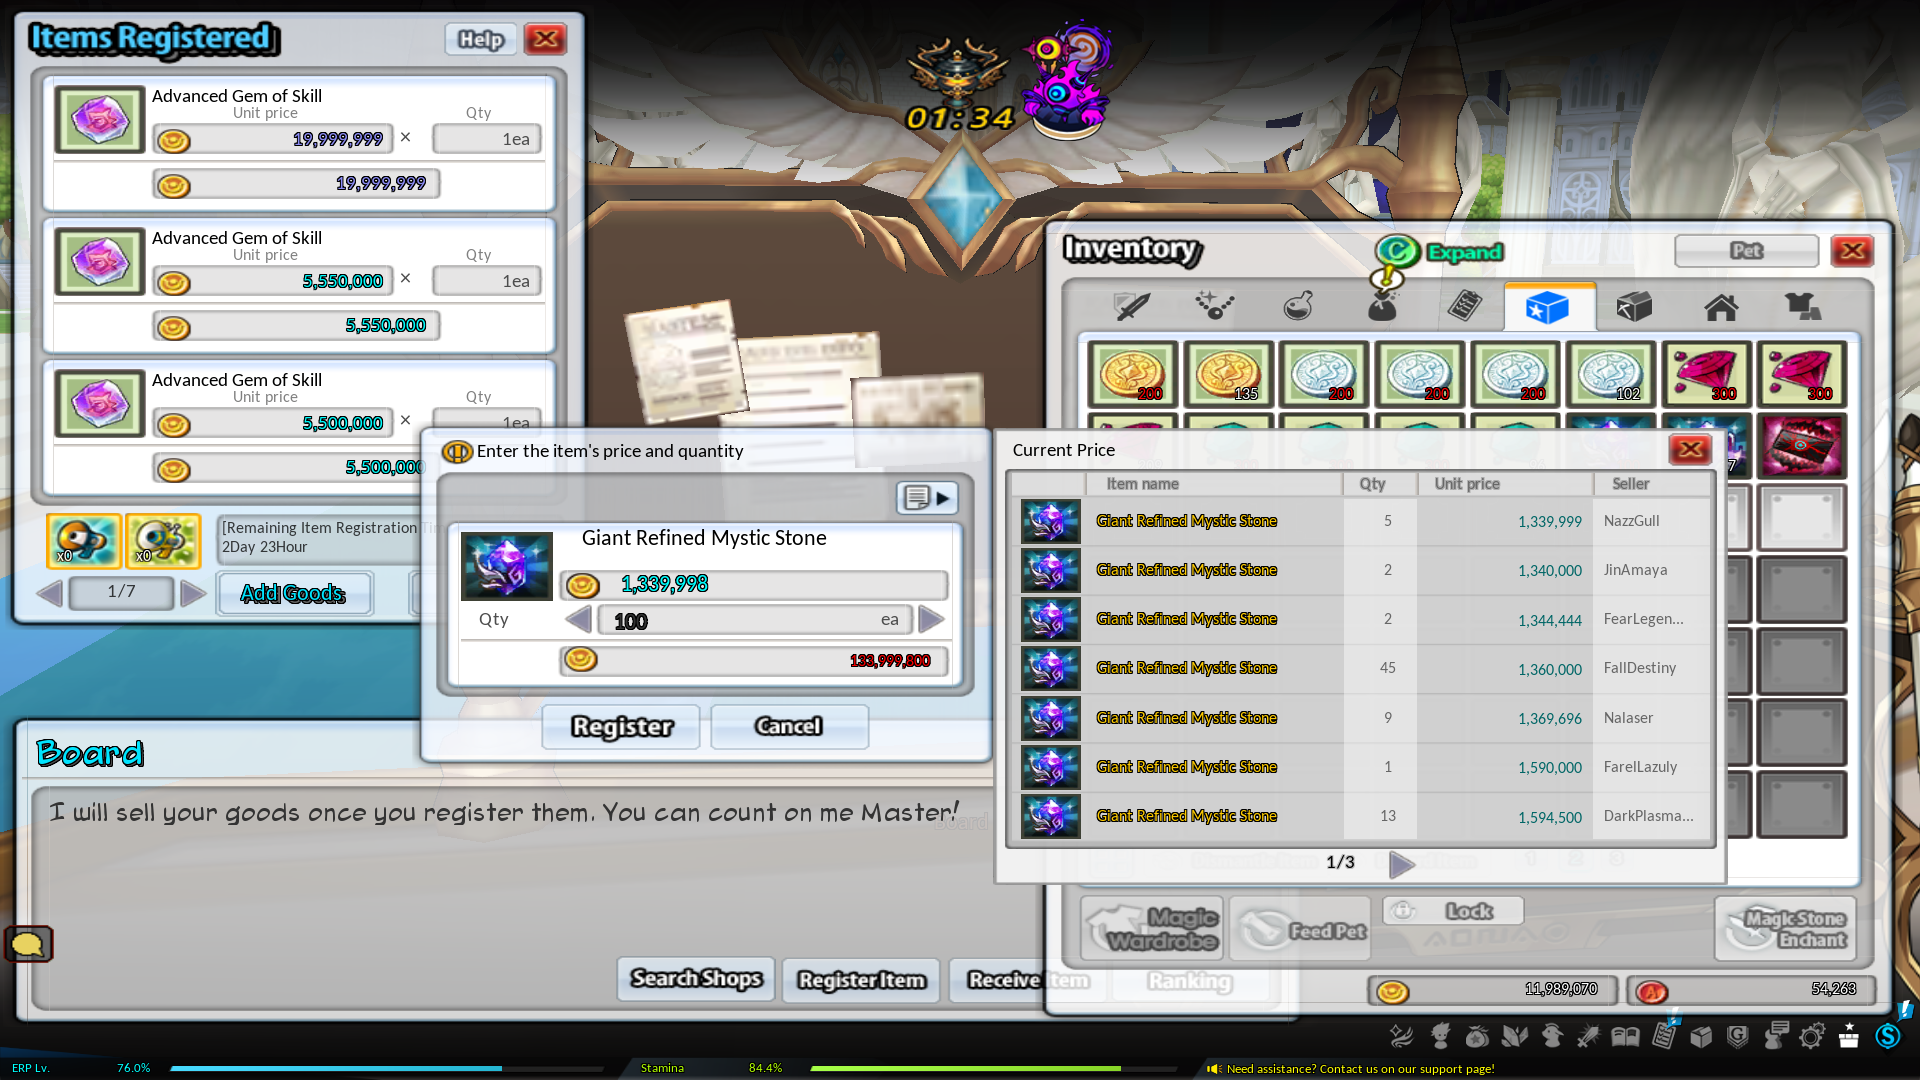 Items Registered
Help
Advanced Gem of Skill
Unit price
Qty
19,999,999 × 1ea
19,999,999
Advanced Gem of Skill
Unit price
Qty
5,550,000 × 1ea
5,550,000
Advanced Gem of Skill
Unit price
Qty
5,500,000 × 1ea
5,500,000
x0
x0
[Remaining Item Registration
2Day 23Hour
1/7
Add Goods
01:34
Inventory
Expand
Pet
200
135
200
200
200
102
300
300
Enter the item's price and quantity
Giant Refined Mystic Stone
1,339,998
Qty
100
ea
133,999,800
Register
Cancel
Current Price
Item name
Qty
Unit price
Seller
Giant Refined Mystic Stone 5 1,339,999 NazzGull
Giant Refined Mystic Stone 2 1,340,000 JinAmaya
Giant Refined Mystic Stone 2 1,344,444 FearLegen...
Giant Refined Mystic Stone 45 1,360,000 FallDestiny
Giant Refined Mystic Stone 9 1,369,696 Nalaser
Giant Refined Mystic Stone 1 1,590,000 FarelLazuly
Giant Refined Mystic Stone 13 1,594,500 DarkPlasma...
1/3
Board
I will sell your goods once you register them. You can count on me Master!
Search Shops
Register Item
Receive Item
Ranking
Magic Wardrobe
Feed Pet
Lock
Magic Stone Enchant
11,989,070
54,263
ERP Lv.
76.0%
Stamina
84.4%
Need assistance? Contact us on our support page!